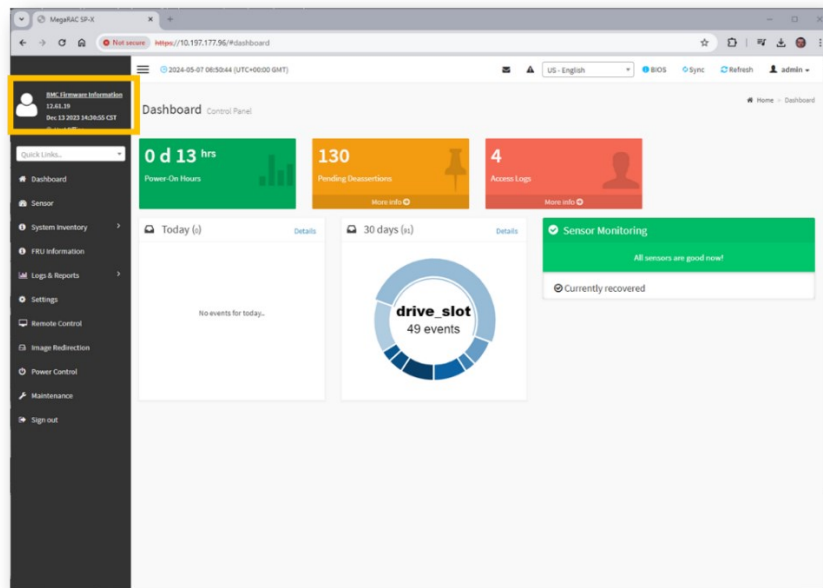 MegaRAC SP-X
Not secure https://10.197.177.96/#dashboard
2024-05-07 08:50:44 (UTC+00:00 GMT)
US - English
BIOS
Sync
Refresh
admin
BMC Firmware Information
12.61.19
Dec 13 2023 14:30:55 CST
Quick Links...
Dashboard
Sensor
System Inventory
FRU Information
Logs & Reports
Settings
Remote Control
Image Redirection
Power Control
Maintenance
Sign out
Dashboard Control Panel
Home > Dashboard
0 d 13 hrs
Power-On Hours
130
Pending Deassertions
More info
4
Access Logs
More info
Today (0)
Details
No events for today..
30 days (91)
Details
drive_slot
49 events
Sensor Monitoring
All sensors are good now!
Currently recovered